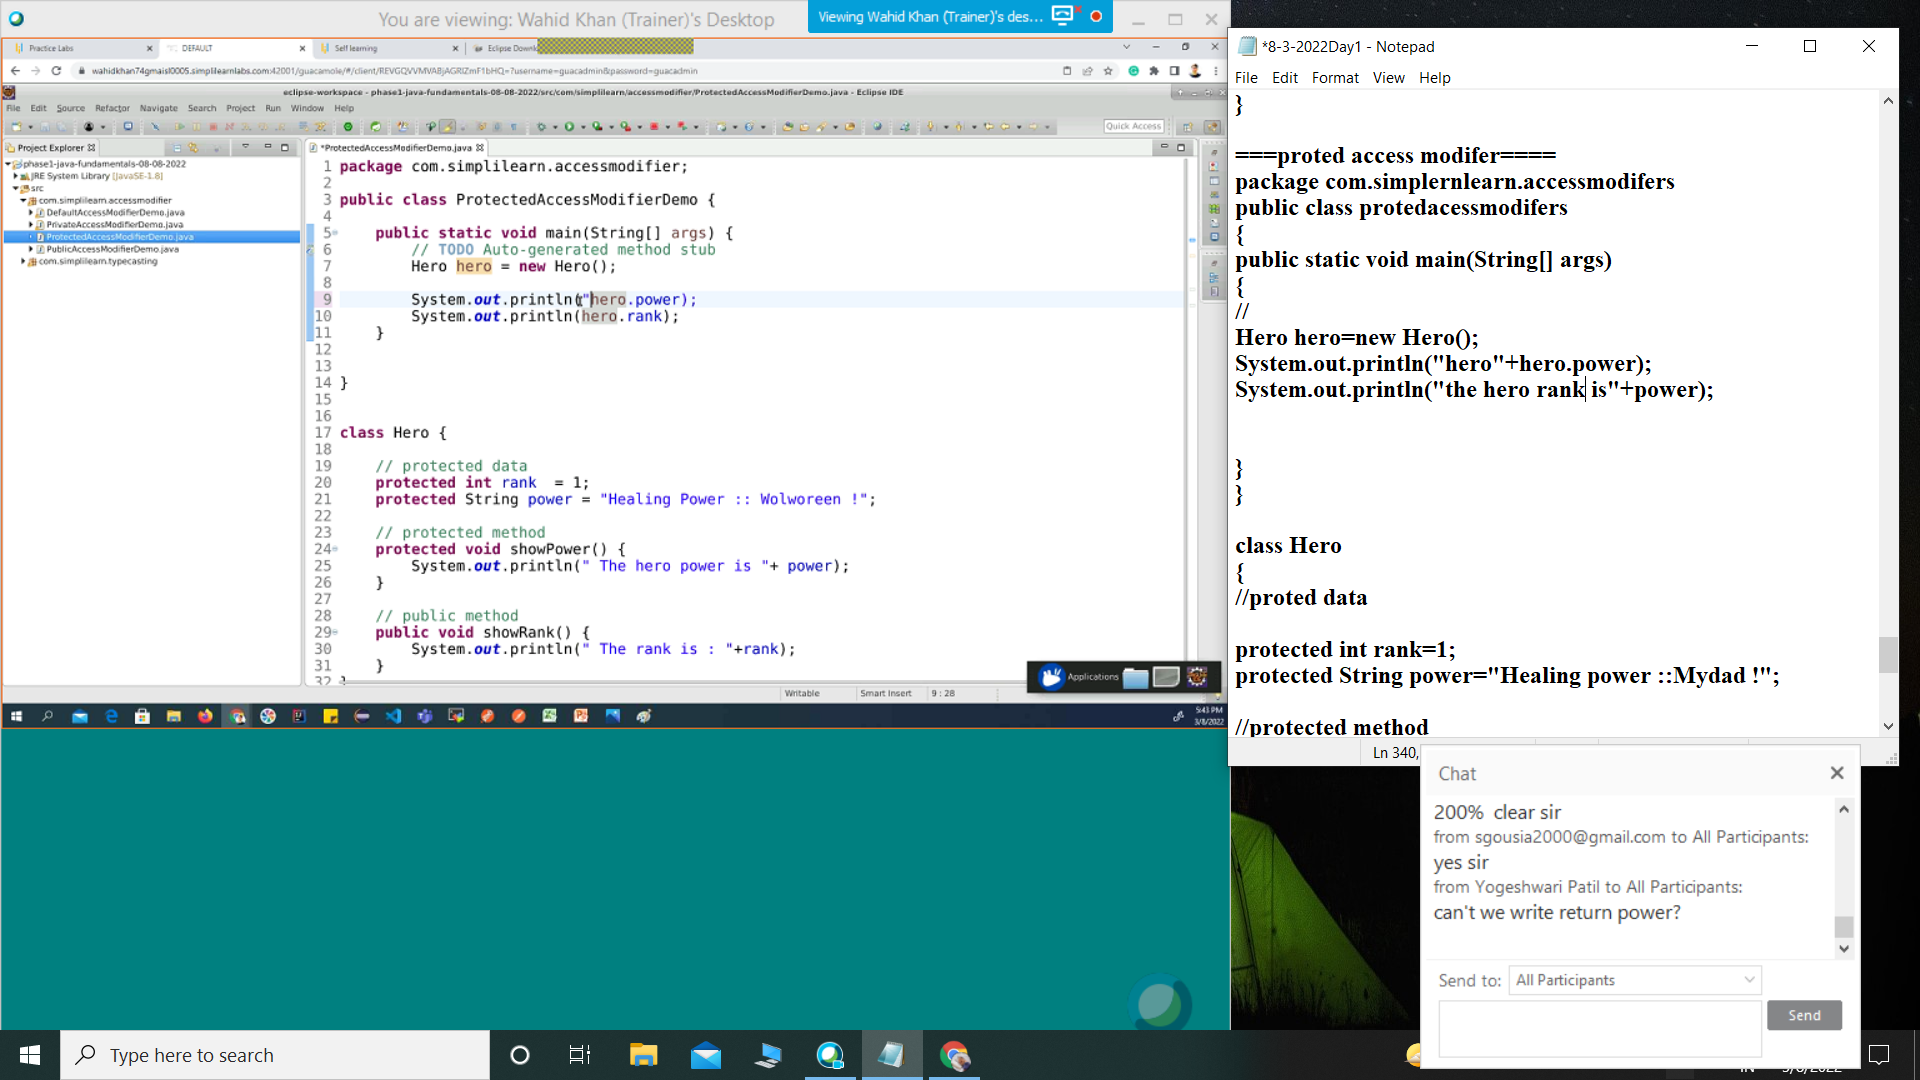 You are viewing: Wahid Khan (Trainer)'s Desktop
Viewing Wahid Khan (Trainer)'s des...
Practice Labs
DEFAULT
Self learning
Eclipse Downl
wahidkhan74gmaisl0005.simplilearnlabs.com:42001/guacamole/#/client/REVGQVVMVABjAGRlZmF1bHQ=?username=guacadmin&password=guacadmin
eclipse-workspace - phase1-java-fundamentals-08-08-2022/src/com/simplilearn/accessmodifier/ProtectedAccessModifierDemo.java - Eclipse IDE
File Edit Source Refactor Navigate Search Project Run Window Help
Quick Access
Project Explorer
phase1-java-fundamentals-08-08-2022
JRE System Library [JavaSE-1.8]
src
com.simplilearn.accessmodifier
DefaultAccessModifierDemo.java
PrivateAccessModifierDemo.java
ProtectedAccessModifierDemo.java
PublicAccessModifierDemo.java
com.simplilearn.typecasting
*ProtectedAccessModifierDemo.java
1 package com.simplilearn.accessmodifier;
2
3 public class ProtectedAccessModifierDemo {
4
5 public static void main(String[] args) {
6 // TODO Auto-generated method stub
7 Hero hero = new Hero();
8
9 System.out.println("hero.power);
10 System.out.println(hero.rank);
11 }
12
13
14 }
15
16
17 class Hero {
18
19 // protected data
20 protected int rank = 1;
21 protected String power = "Healing Power :: Wolworeen !";
22
23 // protected method
24 protected void showPower() {
25 System.out.println(" The hero power is "+ power);
26 }
27
28 // public method
29 public void showRank() {
30 System.out.println(" The rank is : "+rank);
31 }
32 }
Applications
Writable
Smart Insert
9 : 28
5:43 PM
3/8/2022
*8-3-2022Day1 - Notepad
File Edit Format View Help
}
===proted access modifer====
package com.simplernlearn.accessmodifers
public class protedacessmodifers
{
public static void main(String[] args)
{
//
Hero hero=new Hero();
System.out.println("hero"+hero.power);
System.out.println("the hero rank is"+power);
}
}
class Hero
{
//proted data
protected int rank=1;
protected String power="Healing power ::Mydad !";
//protected method
Ln 340,
Chat
200% clear sir
from sgousia2000@gmail.com to All Participants:
yes sir
from Yogeshwari Patil to All Participants:
can't we write return power?
Send to:
All Participants
Send
Type here to search